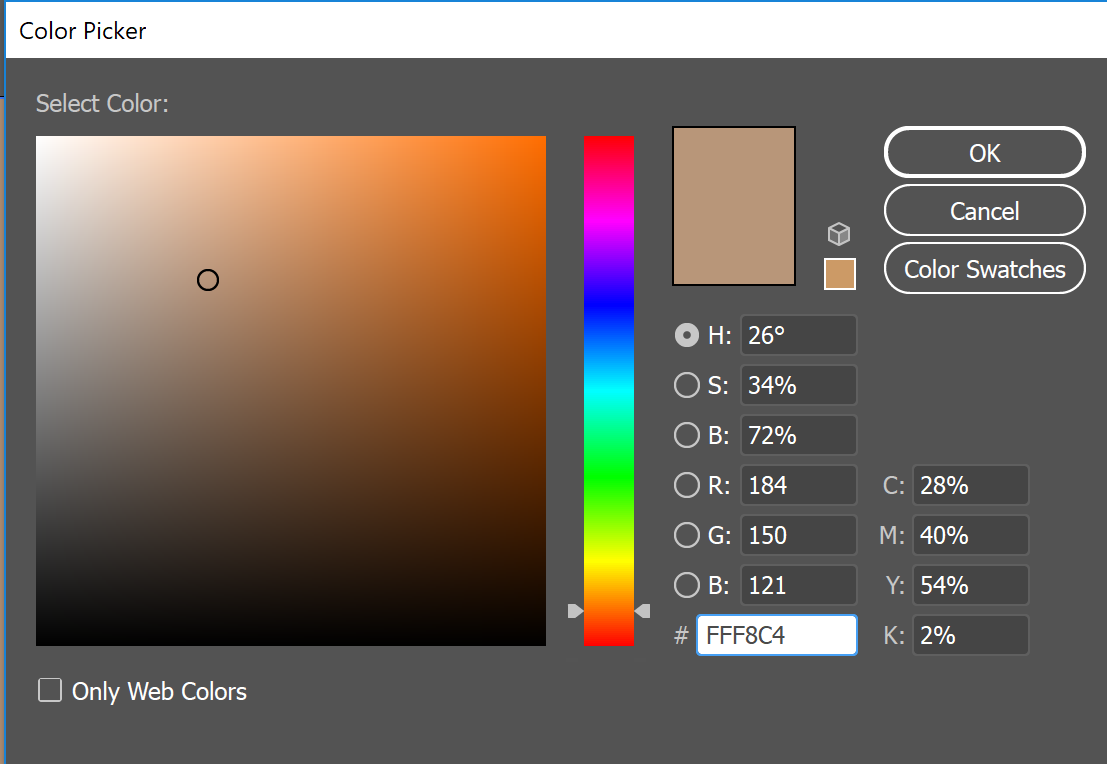 Color Picker
Select Color:
OK
Cancel
Color Swatches
H: 26°
S: 34%
B: 72%
R: 184 C: 28%
G: 150 M: 40%
B: 121 Y: 54%
# FFF8C4 K: 2%
Only Web Colors